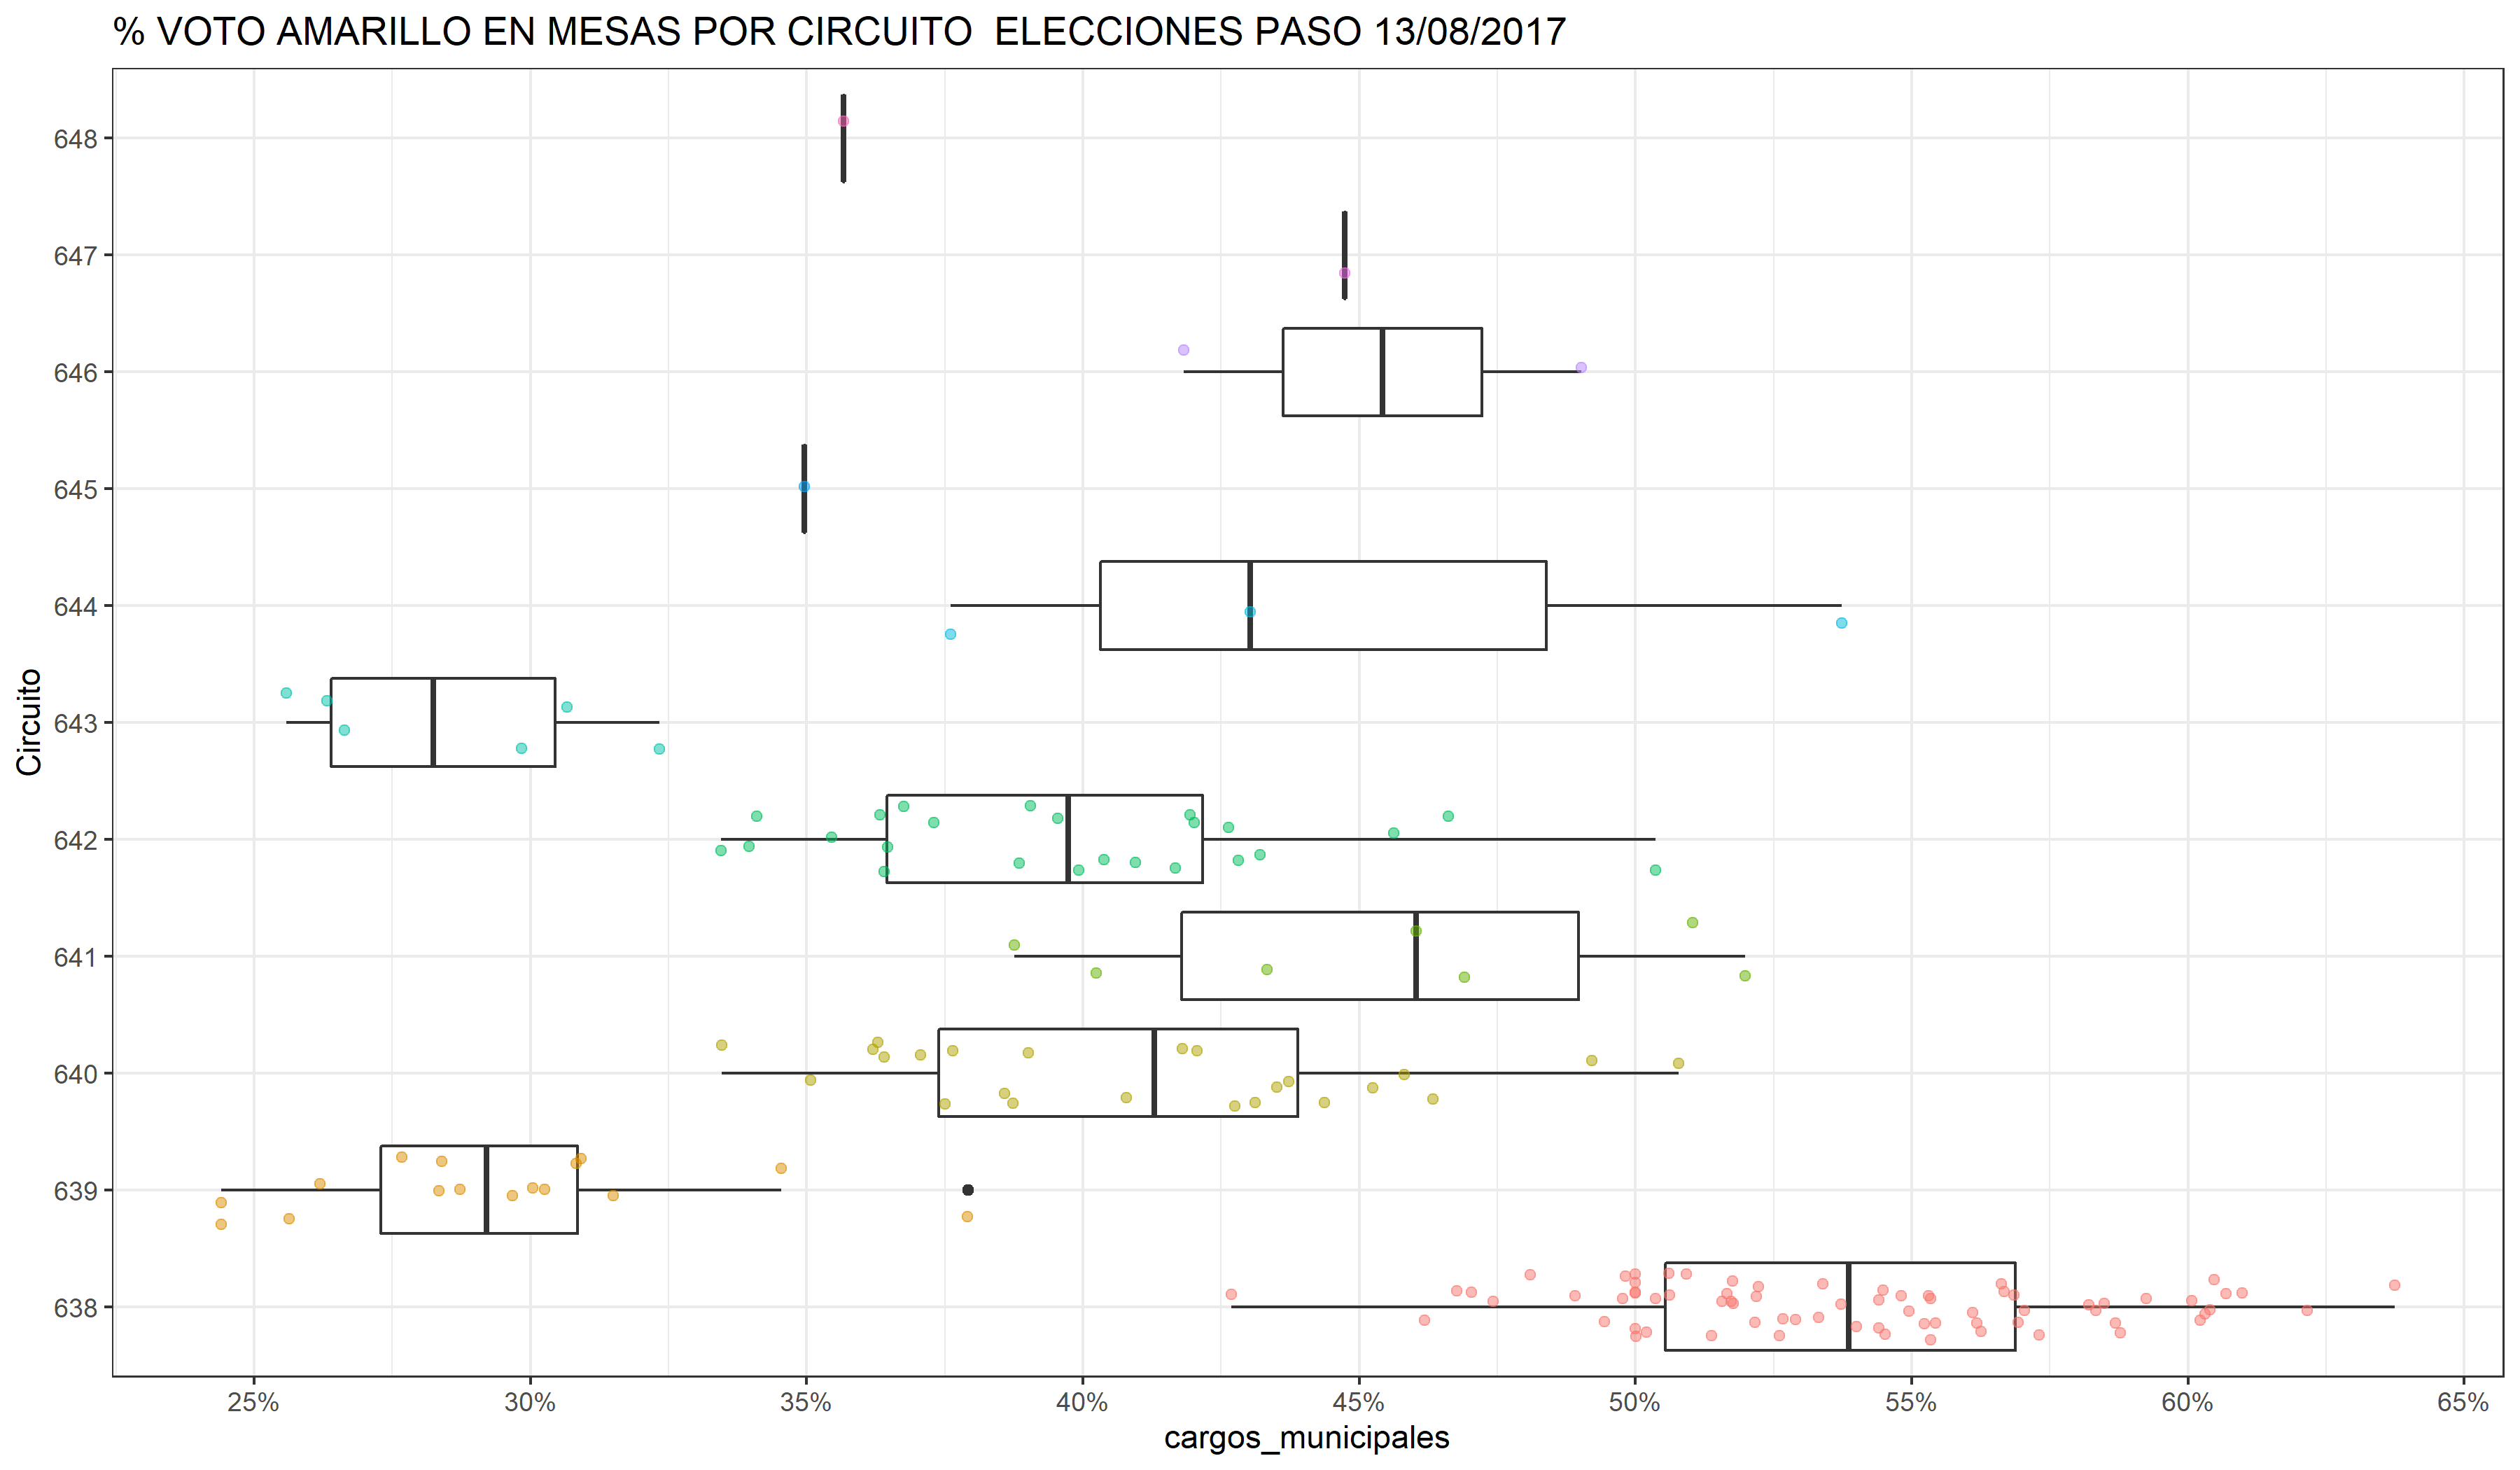 % VOTO AMARILLO EN MESAS POR CIRCUITO  ELECCIONES PASO 13/08/2017
648
647
646
645
644
643
642
641
640
639
638
Circuito
25% 30% 35% 40% 45% 50% 55% 60% 65%
cargos_municipales